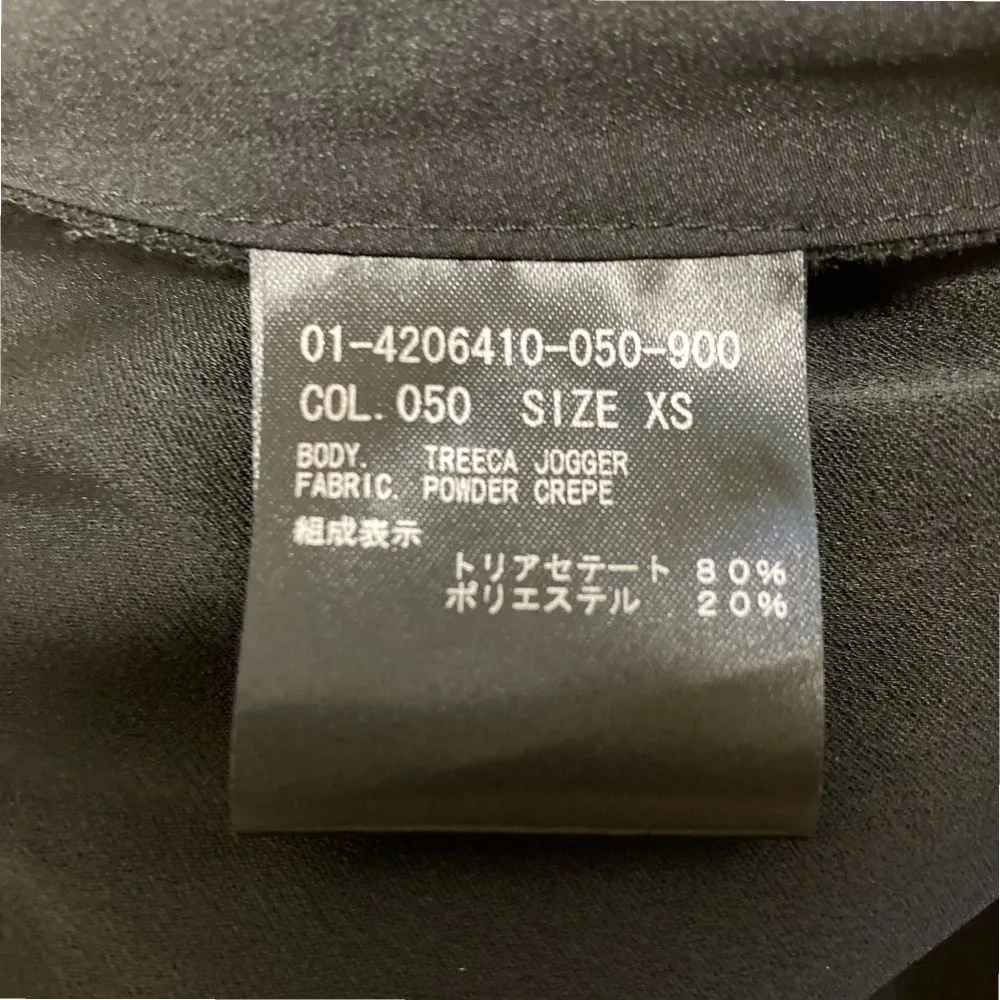 01-4206410-050-900
COL.050 SIZE XS
BODY. TREECA JOGGER
FABRIC. POWDER CREPE
組成表示
トリアセテート 80%
ポリエステル 20%